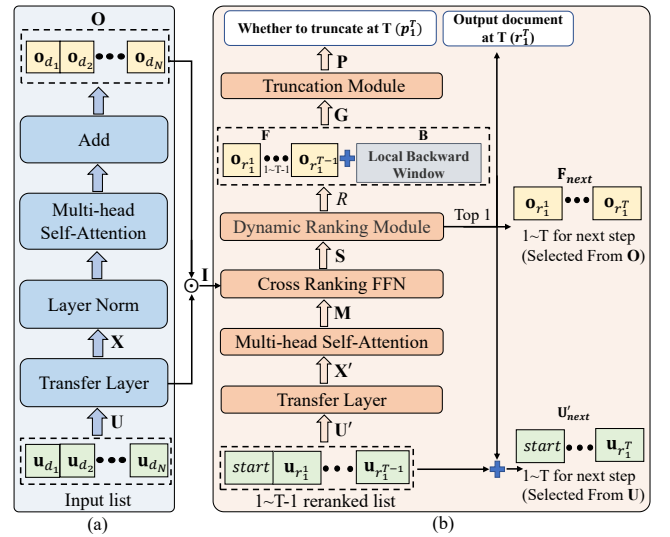 O
o_{d_1} o_{d_2} ••• o_{d_N}
Add
Multi-head
Self-Attention
Layer Norm
X
Transfer Layer
U
u_{d_1} u_{d_2} ••• u_{d_N}
Input list
(a)
I
Whether to truncate at T (p_1^T)
Output document
at T (r_1^T)
P
Truncation Module
G
F
B
o_{r_1^1} ••• o_{r_1^{T-1}}
1~T-1
Local Backward
Window
R
Dynamic Ranking Module
Top 1
S
Cross Ranking FFN
M
Multi-head Self-Attention
X′
Transfer Layer
U′
start u_{r_1^1} ••• u_{r_1^{T-1}}
1~T-1 reranked list
F_{next}
o_{r_1^1} ••• o_{r_1^T}
1~T for next step
(Selected From O)
U′_{next}
start ••• u_{r_1^T}
1~T for next step
(Selected From U)
(b)